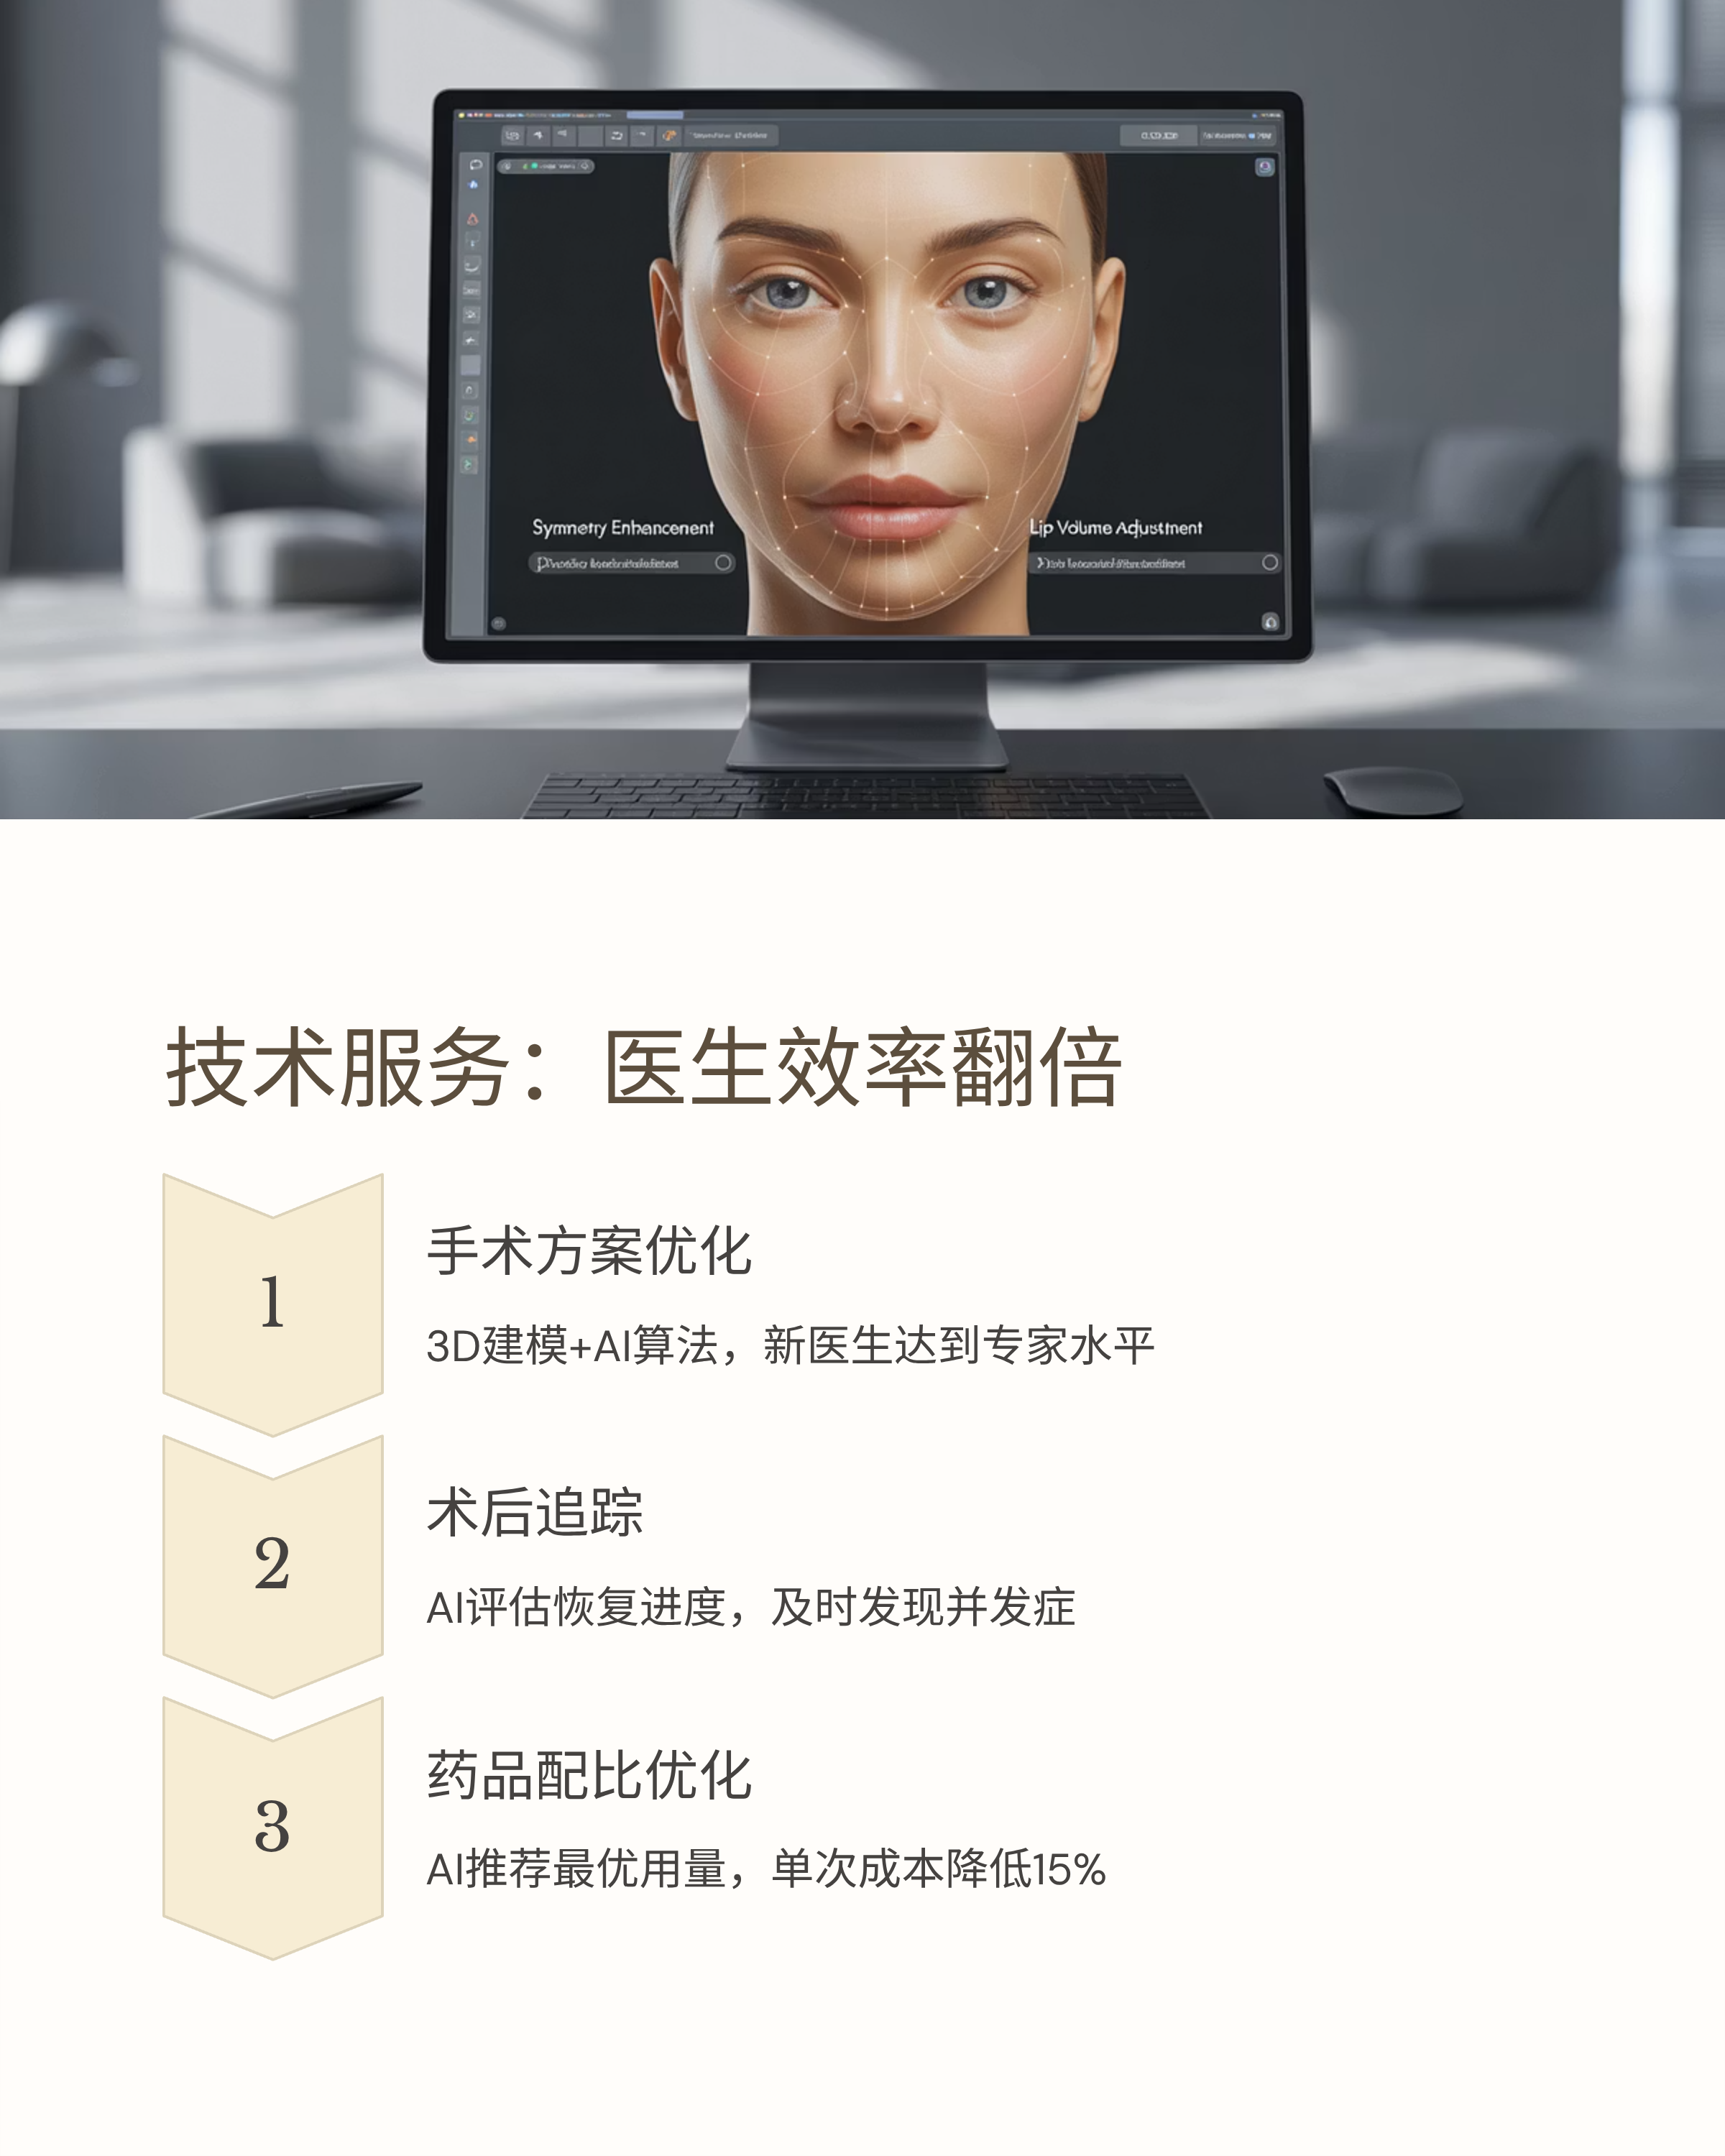 Symmetry Enhancenent
Lip Volume Adjustment
技术服务：医生效率翻倍
1
手术方案优化
3D建模+AI算法，新医生达到专家水平
2
术后追踪
AI评估恢复进度，及时发现并发症
3
药品配比优化
AI推荐最优用量，单次成本降低15%